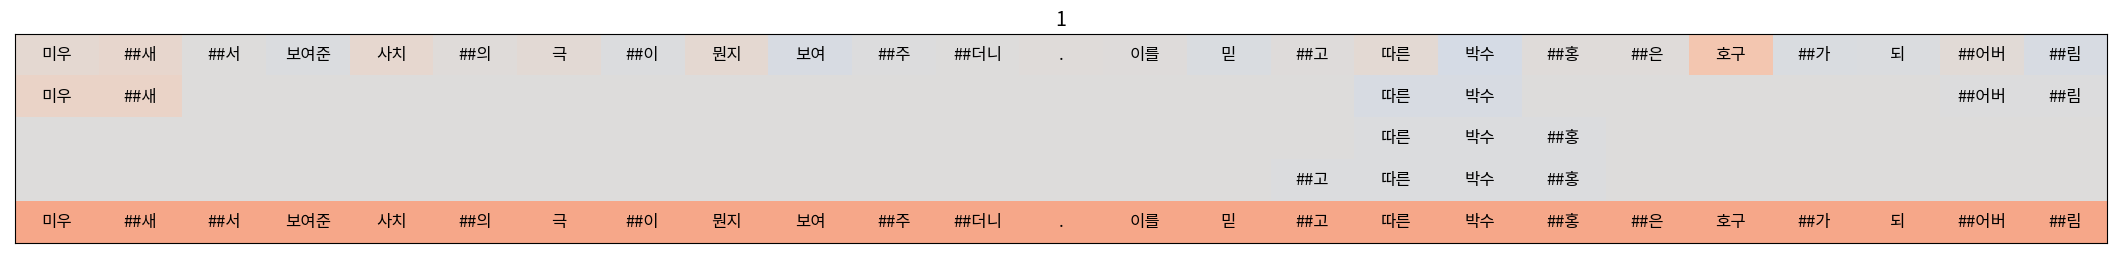 1
미우 ##새 ##서 보여준 사치 ##의 극 ##이 뭔지 보여 ##주 ##더니 . 이를 믿 ##고 따른 박수 ##홍 ##은 호구 ##가 되 ##어버 ##림
미우 ##새 따른 박수 ##어버 ##림
따른 박수 ##홍
##고 따른 박수 ##홍
미우 ##새 ##서 보여준 사치 ##의 극 ##이 뭔지 보여 ##주 ##더니 . 이를 믿 ##고 따른 박수 ##홍 ##은 호구 ##가 되 ##어버 ##림